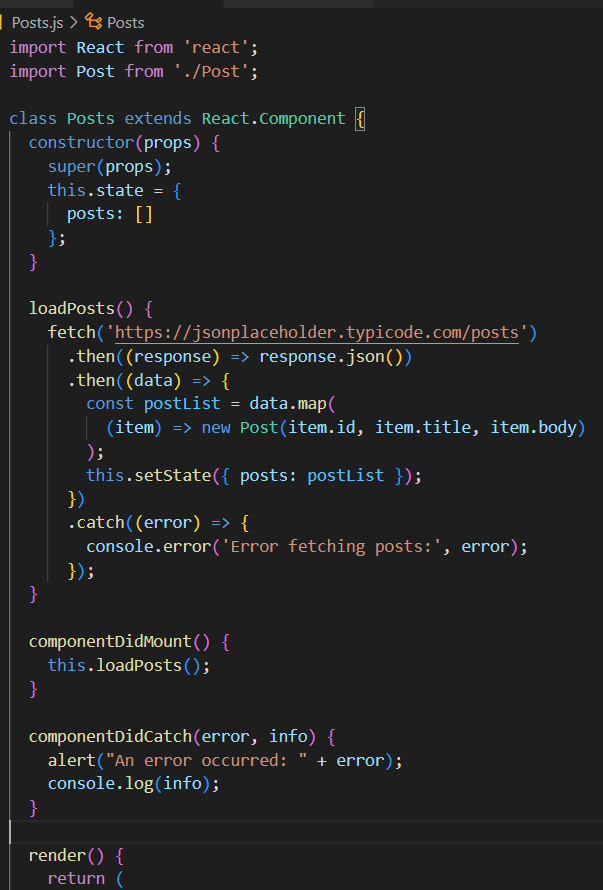 Posts.js > Posts
import React from 'react';
import Post from './Post';
class Posts extends React.Component {
  constructor(props) {
    super(props);
    this.state = {
      posts: []
    };
  }
  loadPosts() {
    fetch('https://jsonplaceholder.typicode.com/posts')
      .then((response) => response.json())
      .then((data) => {
        const postList = data.map(
          (item) => new Post(item.id, item.title, item.body)
        );
        this.setState({ posts: postList });
      })
      .catch((error) => {
        console.error('Error fetching posts:', error);
      });
  }
  componentDidMount() {
    this.loadPosts();
  }
  componentDidCatch(error, info) {
    alert("An error occurred: " + error);
    console.log(info);
  }
  render() {
    return (